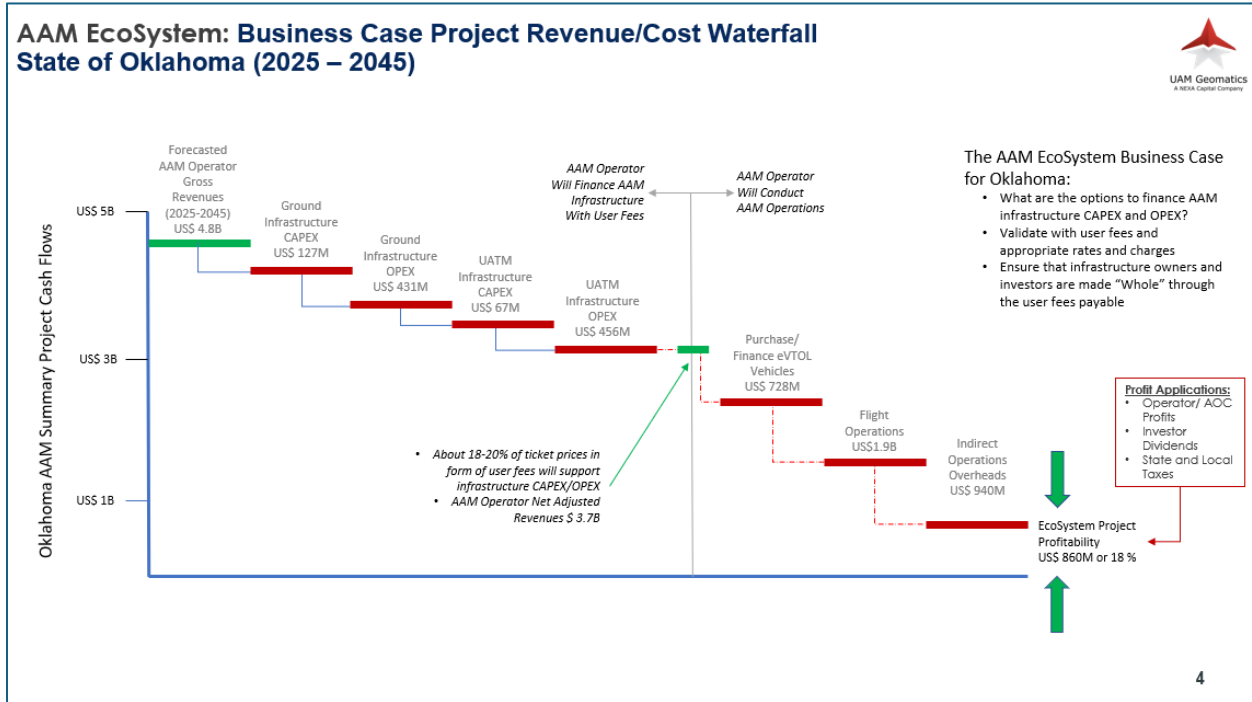 AAM EcoSystem: Business Case Project Revenue/Cost Waterfall
State of Oklahoma (2025 – 2045)
UAM Geomatics
A NEXA Capital Company
Oklahoma AAM Summary Project Cash Flows
US$ 5B
US$ 3B
US$ 1B
Forecasted
AAM Operator
Gross
Revenues
(2025-2045)
US$ 4.8B
Ground
Infrastructure
CAPEX
US$ 127M
Ground
Infrastructure
OPEX
US$ 431M
UATM
Infrastructure
CAPEX
US$ 67M
UATM
Infrastructure
OPEX
US$ 456M
AAM Operator
Will Finance AAM
Infrastructure
With User Fees
AAM Operator
Will Conduct
AAM Operations
• About 18-20% of ticket prices in
form of user fees will support
infrastructure CAPEX/OPEX
• AAM Operator Net Adjusted
Revenues $ 3.7B
Purchase/
Finance eVTOL
Vehicles
US$ 728M
Flight
Operations
US$1.9B
Indirect
Operations
Overheads
US$ 940M
The AAM EcoSystem Business Case
for Oklahoma:
• What are the options to finance AAM
infrastructure CAPEX and OPEX?
• Validate with user fees and
appropriate rates and charges
• Ensure that infrastructure owners and
investors are made “Whole” through
the user fees payable
Profit Applications:
• Operator/ AOC
Profits
• Investor
Dividends
• State and Local
Taxes
EcoSystem Project
Profitability
US$ 860M or 18 %
4